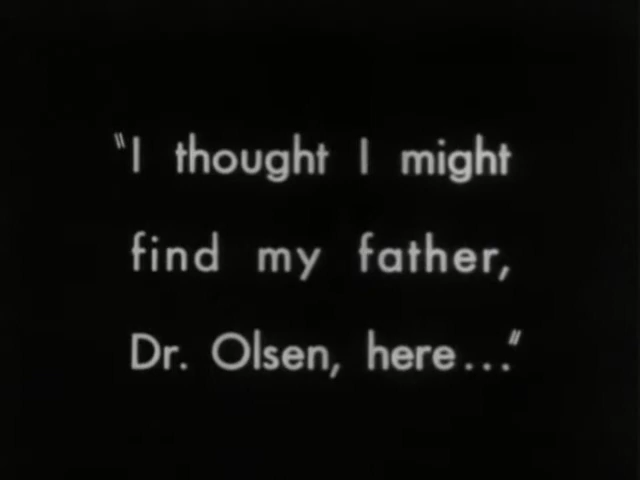 "I thought I might
find my father,
Dr. Olsen, here..."